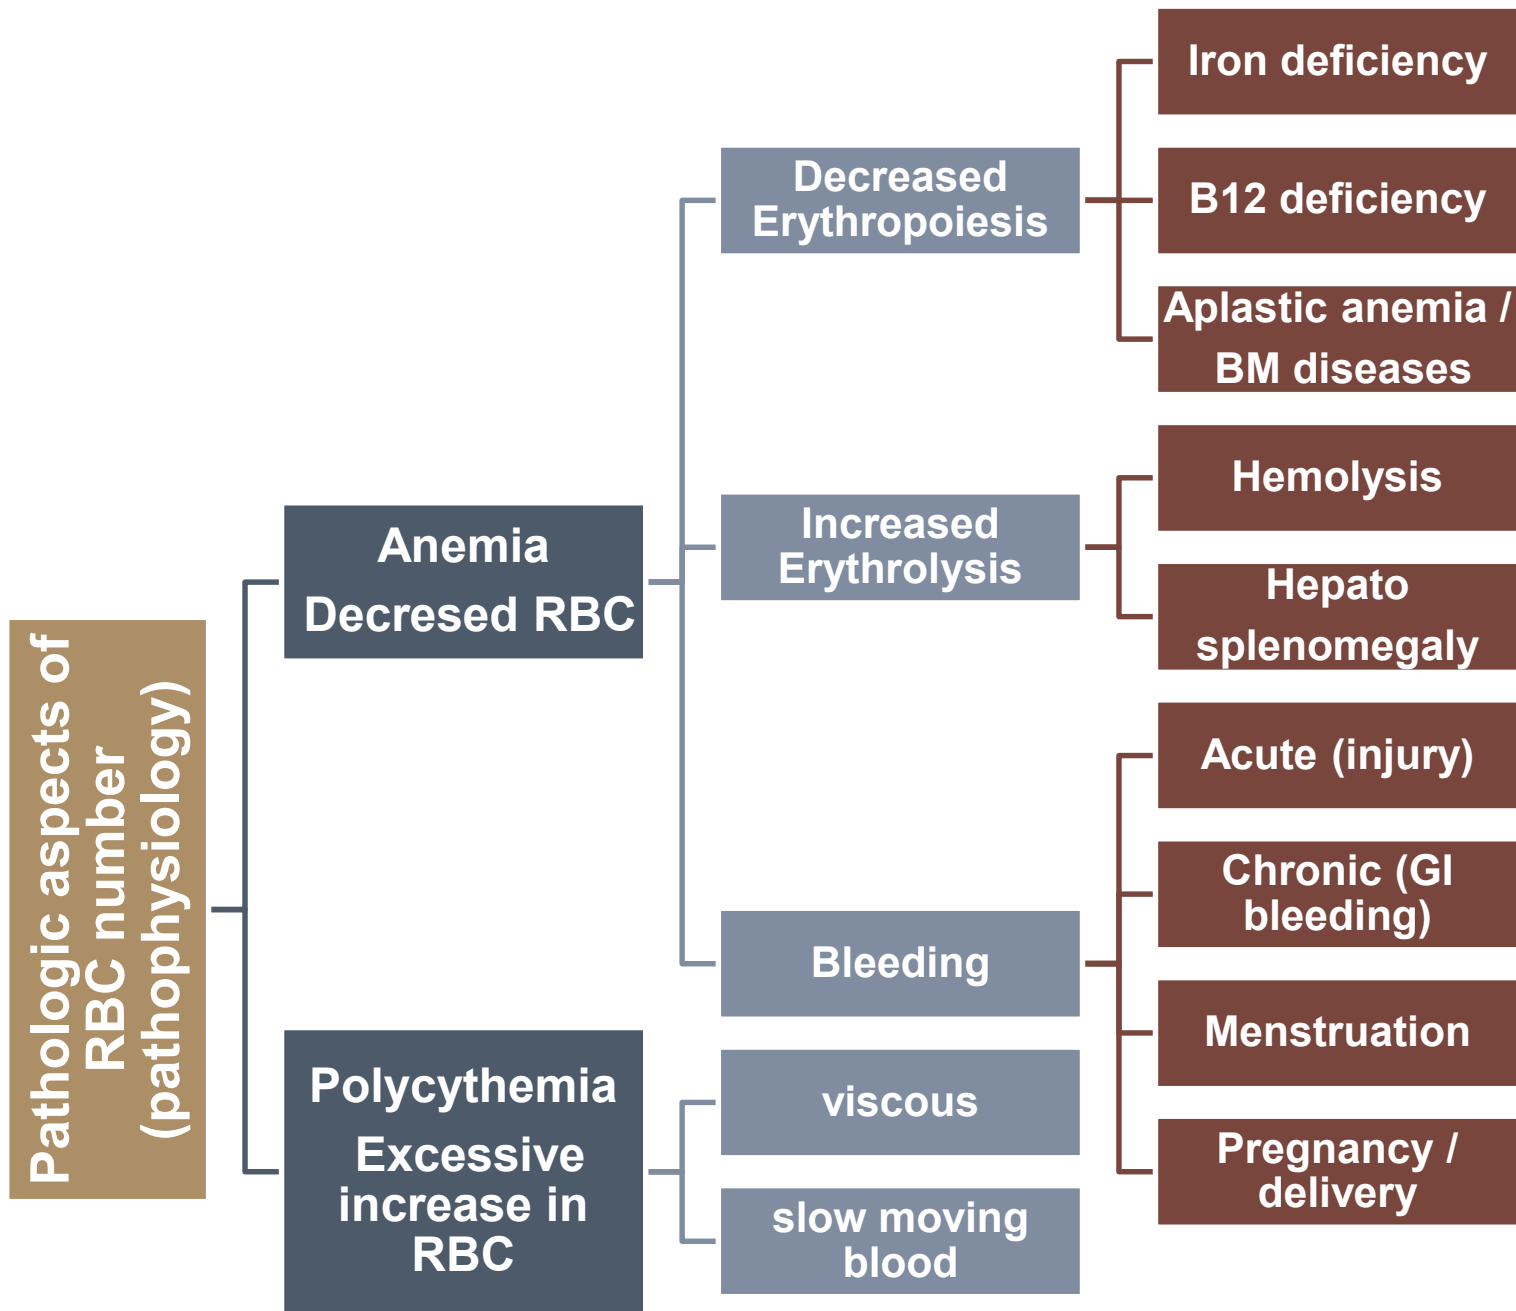 Pathologic aspects of
RBC number
(pathophysiology)
Anemia
Decresed RBC
Decreased
Erythropoiesis
Iron deficiency
B12 deficiency
Aplastic anemia /
BM diseases
Increased
Erythrolysis
Hemolysis
Hepato
splenomegaly
Bleeding
Acute (injury)
Chronic (GI
bleeding)
Menstruation
Pregnancy /
delivery
Polycythemia
Excessive
increase in
RBC
viscous
slow moving
blood